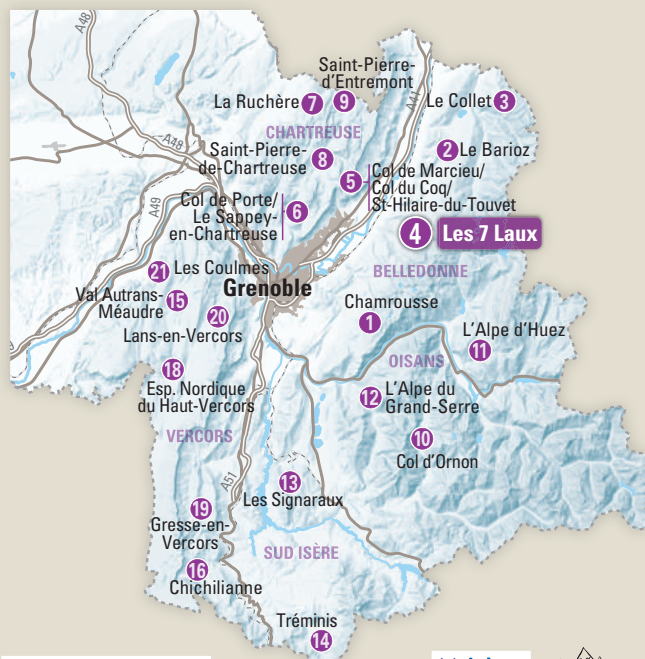 A48
Saint-Pierre-
d'Entremont
A41
La Ruchère 7
9
Le Collet 3
CHARTREUSE
A48
Saint-Pierre-
de-Chartreuse
8
2 Le Barioz
5
Col de Marcieu/
Col du Coq/
St-Hilaire-du-Touvet
A49
Col de Porte/
Le Sappey-
en-Chartreuse
6
4 Les 7 Laux
21 Les Coulmes
BELLEDONNE
Grenoble
Val Autrans-
Méaudre
15
20
Lans-en-Vercors
Chamrousse
1
L'Alpe d'Huez
11
OISANS
18
Esp. Nordique
du Haut-Vercors
12
L'Alpe du
Grand-Serre
VERCORS
10
Col d'Ornon
A51
13
Les Signaraux
19
Gresse-en-
Vercors
SUD ISÈRE
16
Chichilianne
Tréminis
14